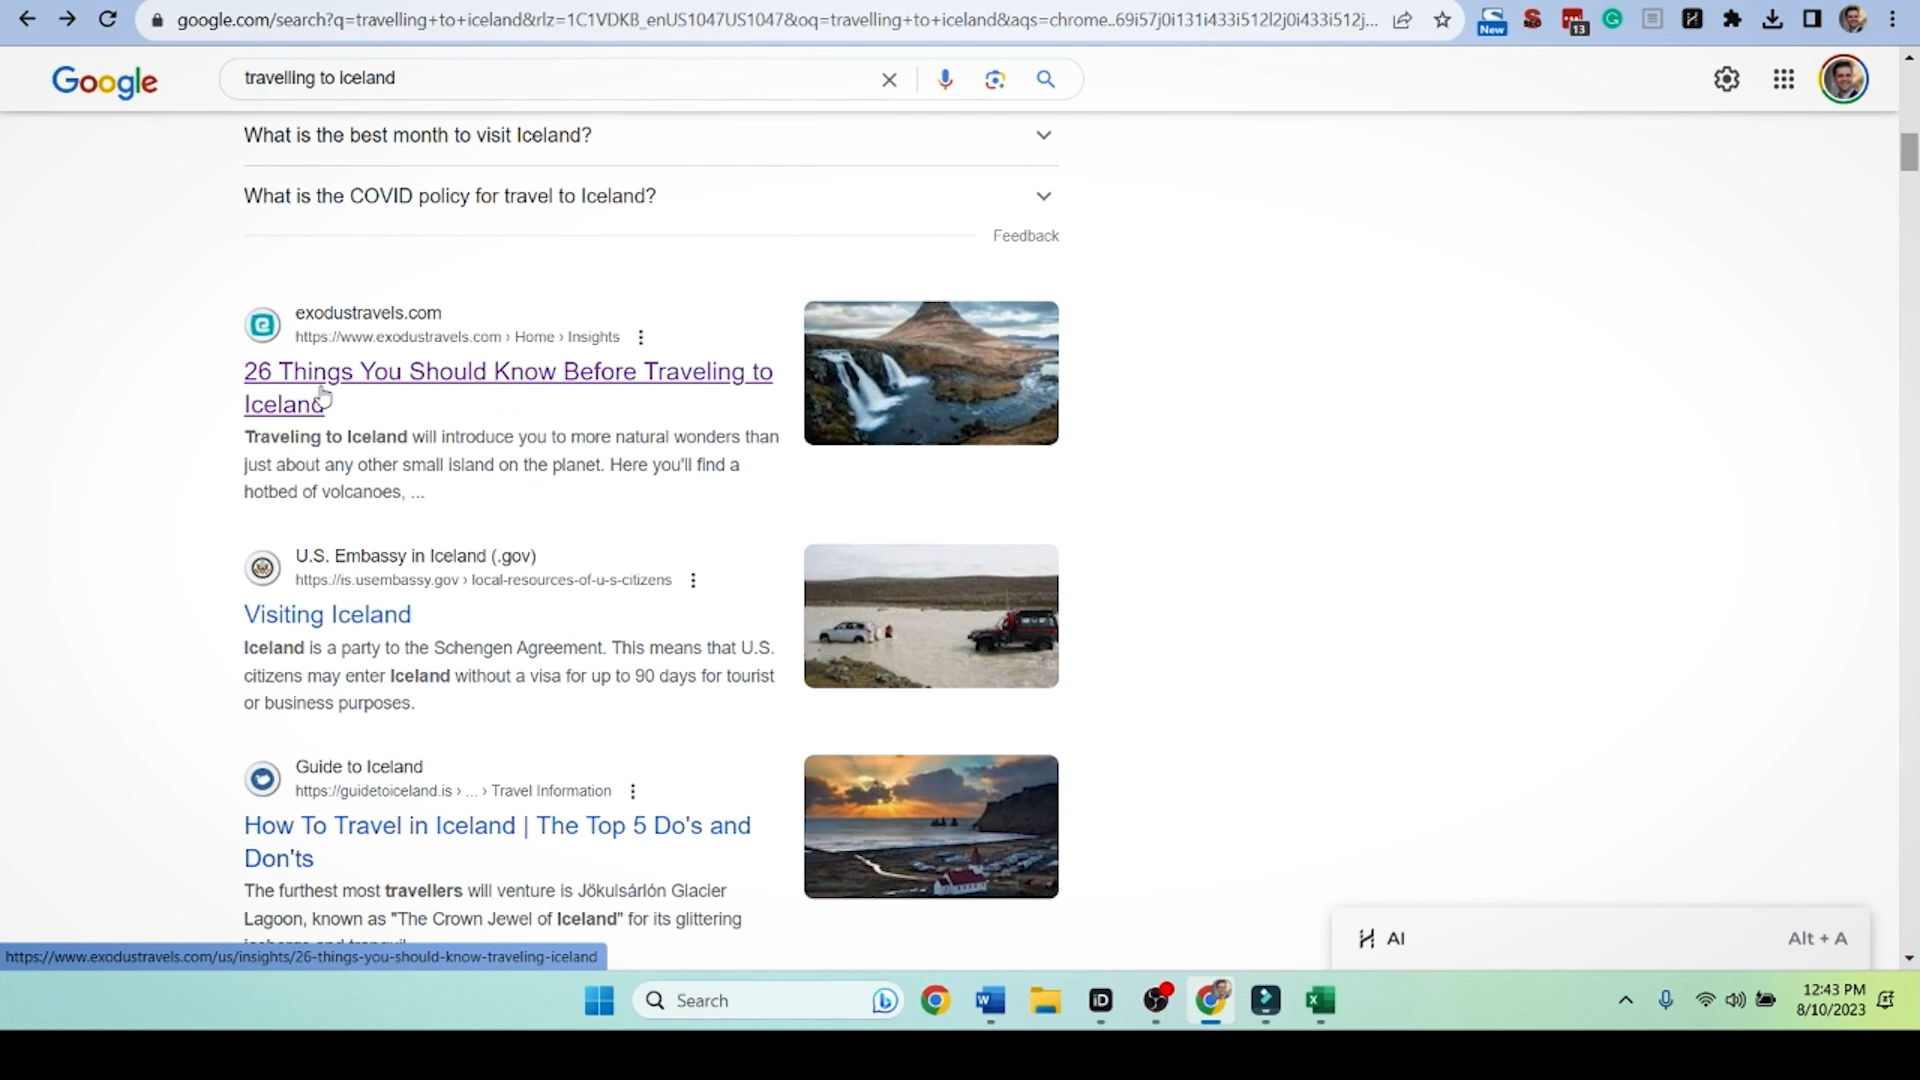 google.com/search?q=travelling+to+iceland&rlz=1C1VDKB_enUS1047US1047&oq=travelling+to+iceland&aqs=chrome..69i57j0i131i433i512l2j0i433i512j...
New
SEO
13
Google
travelling to iceland
What is the best month to visit Iceland?
What is the COVID policy for travel to Iceland?
Feedback
exodustravels.com
https://www.exodustravels.com › Home › Insights
26 Things You Should Know Before Traveling to
Iceland
Traveling to Iceland will introduce you to more natural wonders than
just about any other small island on the planet. Here you'll find a
hotbed of volcanoes, ...
U.S. Embassy in Iceland (.gov)
https://is.usembassy.gov › local-resources-of-u-s-citizens
Visiting Iceland
Iceland is a party to the Schengen Agreement. This means that U.S.
citizens may enter Iceland without a visa for up to 90 days for tourist
or business purposes.
Guide to Iceland
https://guidetoiceland.is › ... › Travel Information
How To Travel in Iceland | The Top 5 Do's and
Don'ts
The furthest most travellers will venture is Jökulsárlón Glacier
Lagoon, known as "The Crown Jewel of Iceland" for its glittering
AI
Alt + A
https://www.exodustravels.com/us/insights/26-things-you-should-know-traveling-iceland
Search
12:43 PM
8/10/2023